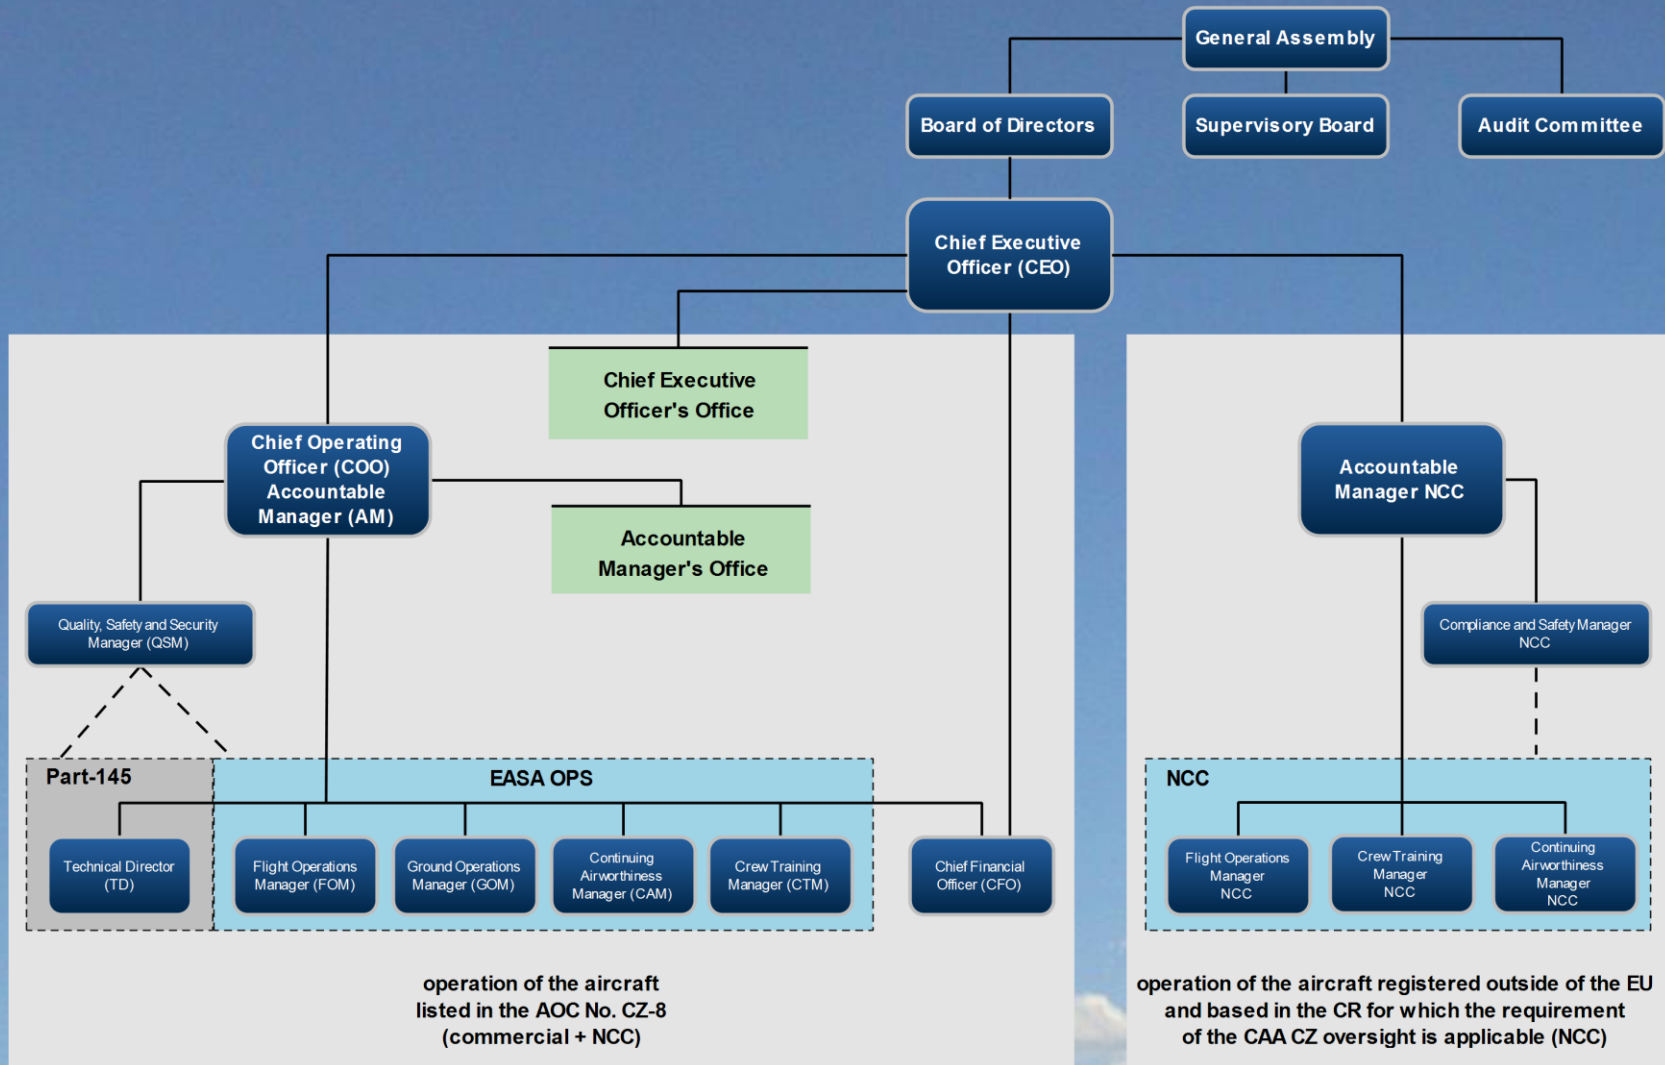 General Assembly
Board of Directors
Supervisory Board
Audit Committee
Chief Executive
Officer (CEO)
Chief Executive
Officer's Office
Chief Operating
Officer (COO)
Accountable
Manager (AM)
Accountable
Manager's Office
Accountable
Manager NCC
Quality, Safety and Security
Manager (QSM)
Compliance and Safety Manager
NCC
Part-145
EASA OPS
NCC
Technical Director
(TD)
Flight Operations
Manager (FOM)
Ground Operations
Manager (GOM)
Continuing
Airworthiness
Manager (CAM)
Crew Training
Manager (CTM)
Chief Financial
Officer (CFO)
Flight Operations
Manager
NCC
Crew Training
Manager
NCC
Continuing
Airworthiness
Manager
NCC
operation of the aircraft
listed in the AOC No. CZ-8
(commercial + NCC)
operation of the aircraft registered outside of the EU
and based in the CR for which the requirement
of the CAA CZ oversight is applicable (NCC)